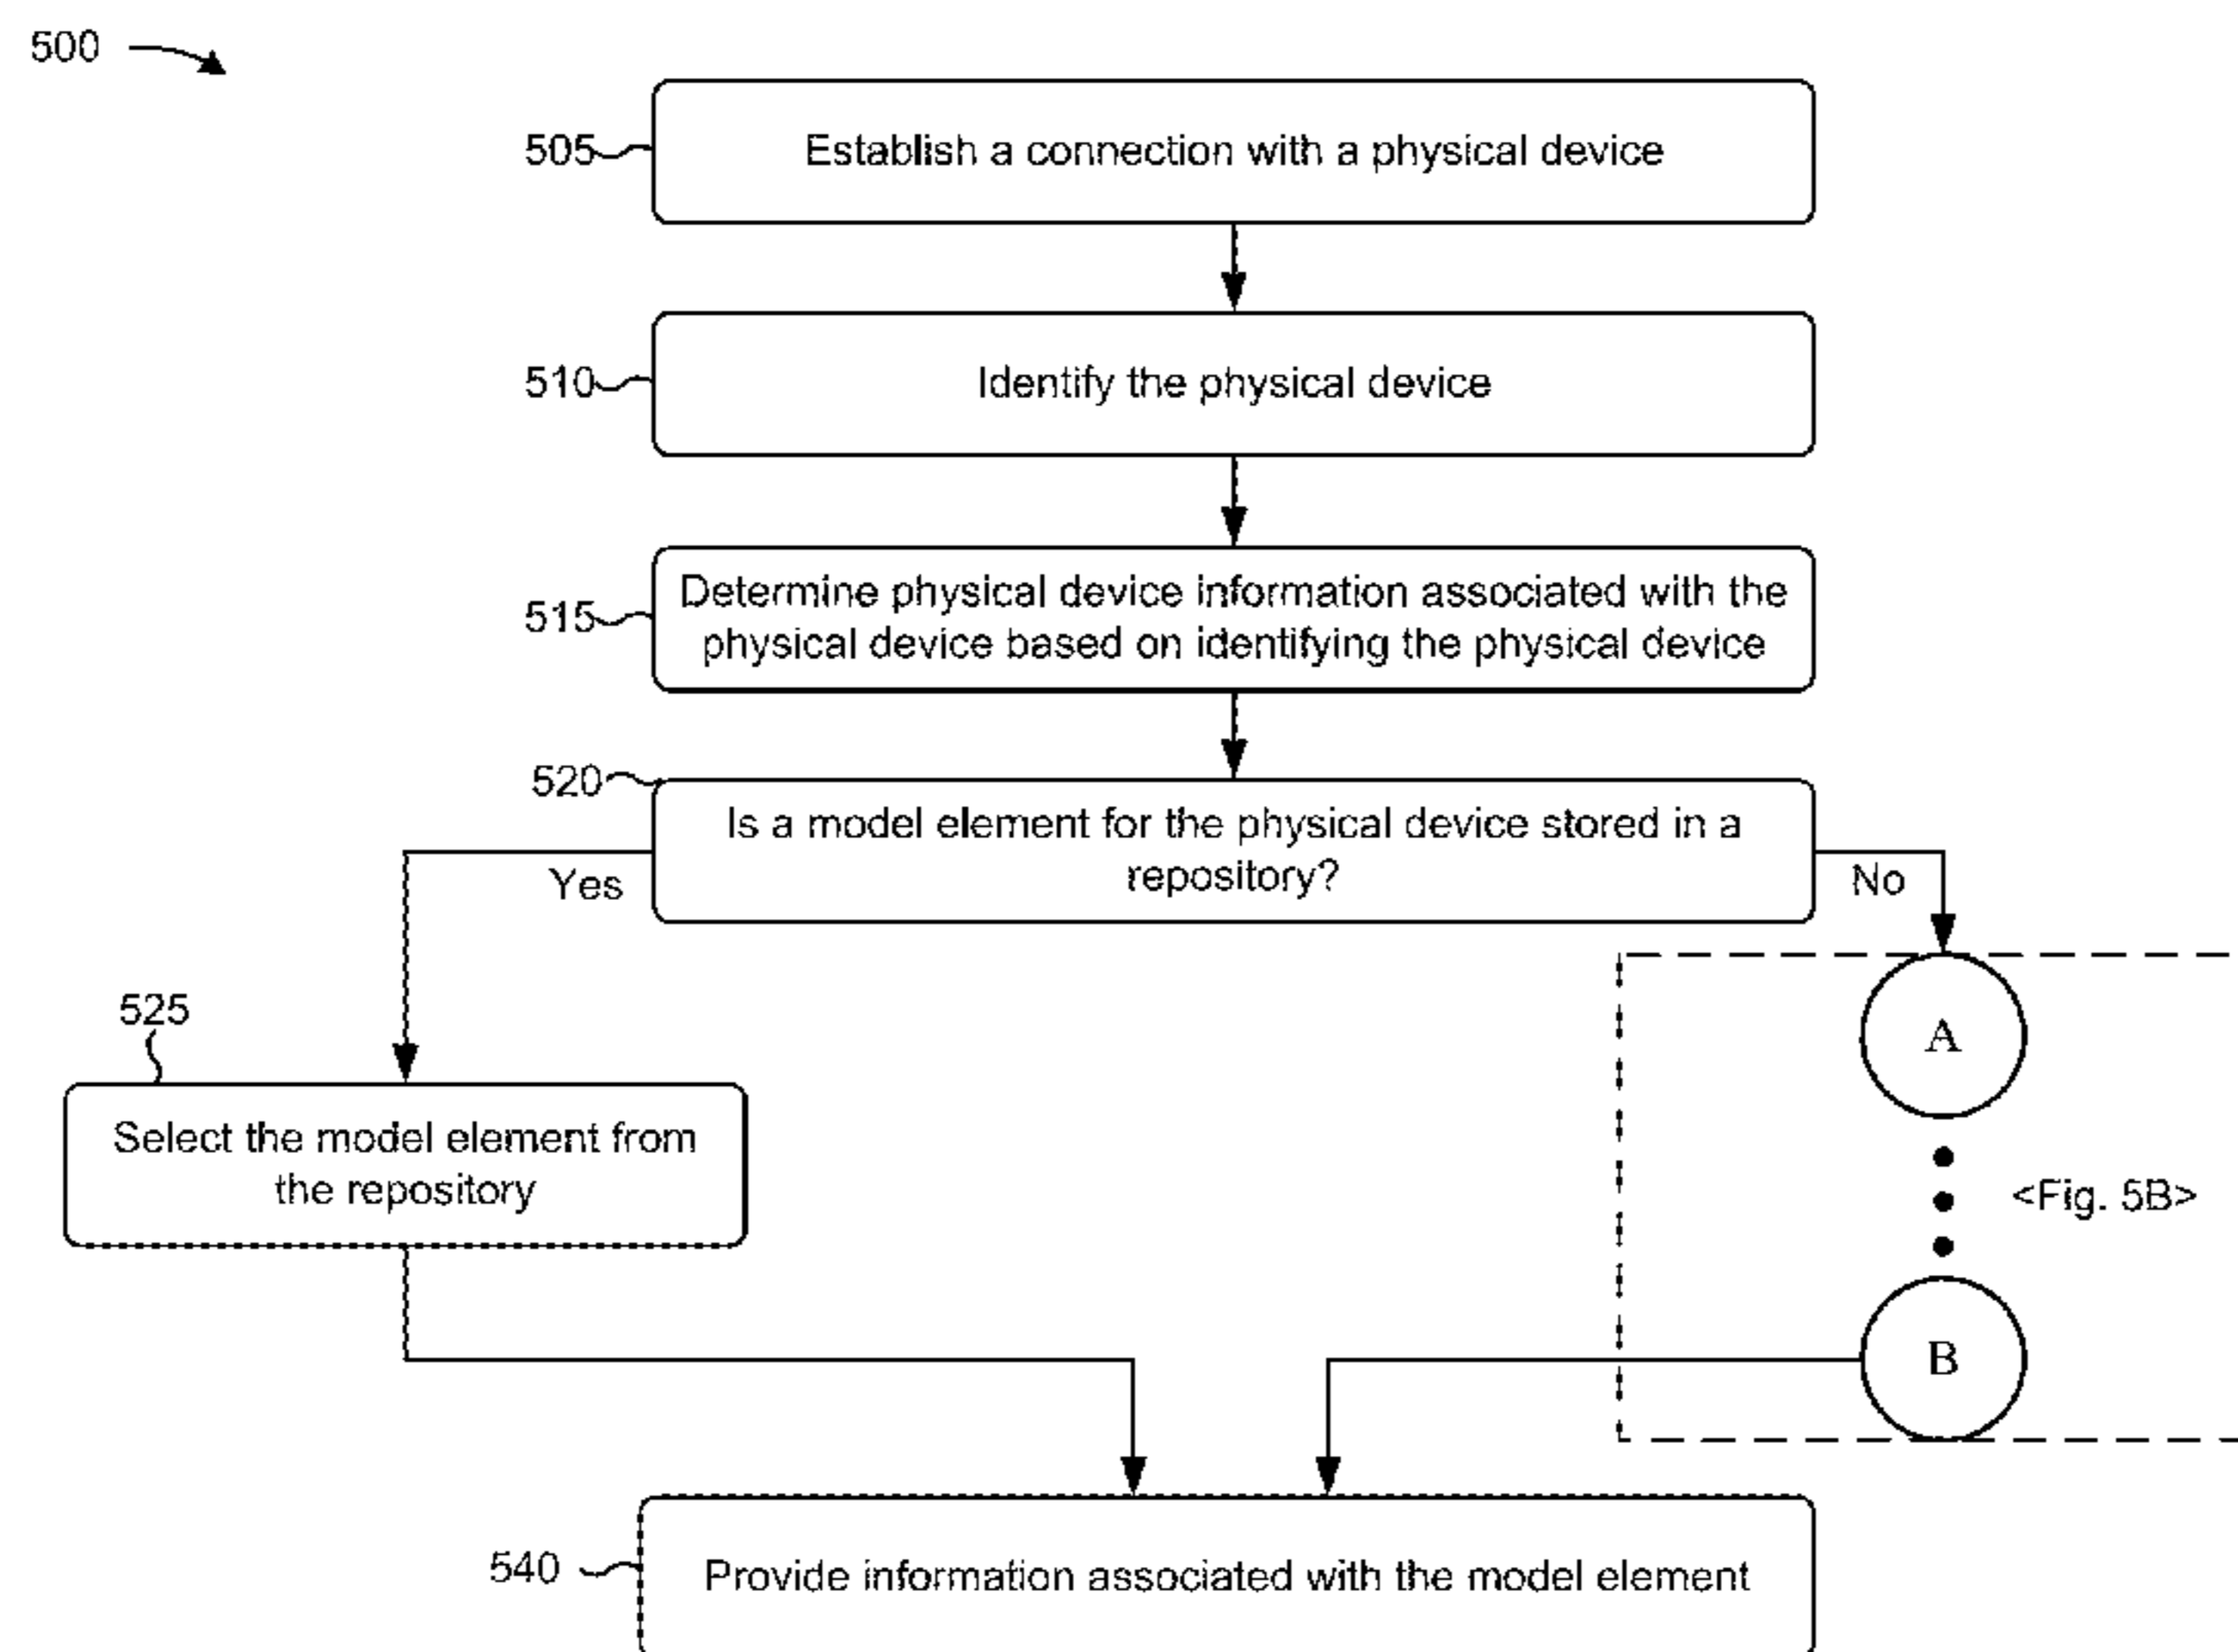 500
505
Establish a connection with a physical device
510
Identify the physical device
515
Determine physical device information associated with the
physical device based on identifying the physical device
520
Is a model element for the physical device stored in a
repository?
Yes
No
525
Select the model element from
the repository
A
<Fig. 5B>
B
540
Provide information associated with the model element